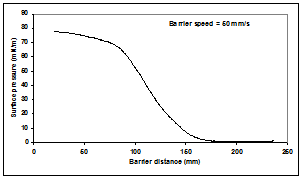 Barrier speed = 60 mm/s
Surface pressure (mN/m)
90
80
70
60
50
40
30
20
10
0
0 50 100 150 200 250
Barrier distance (mm)